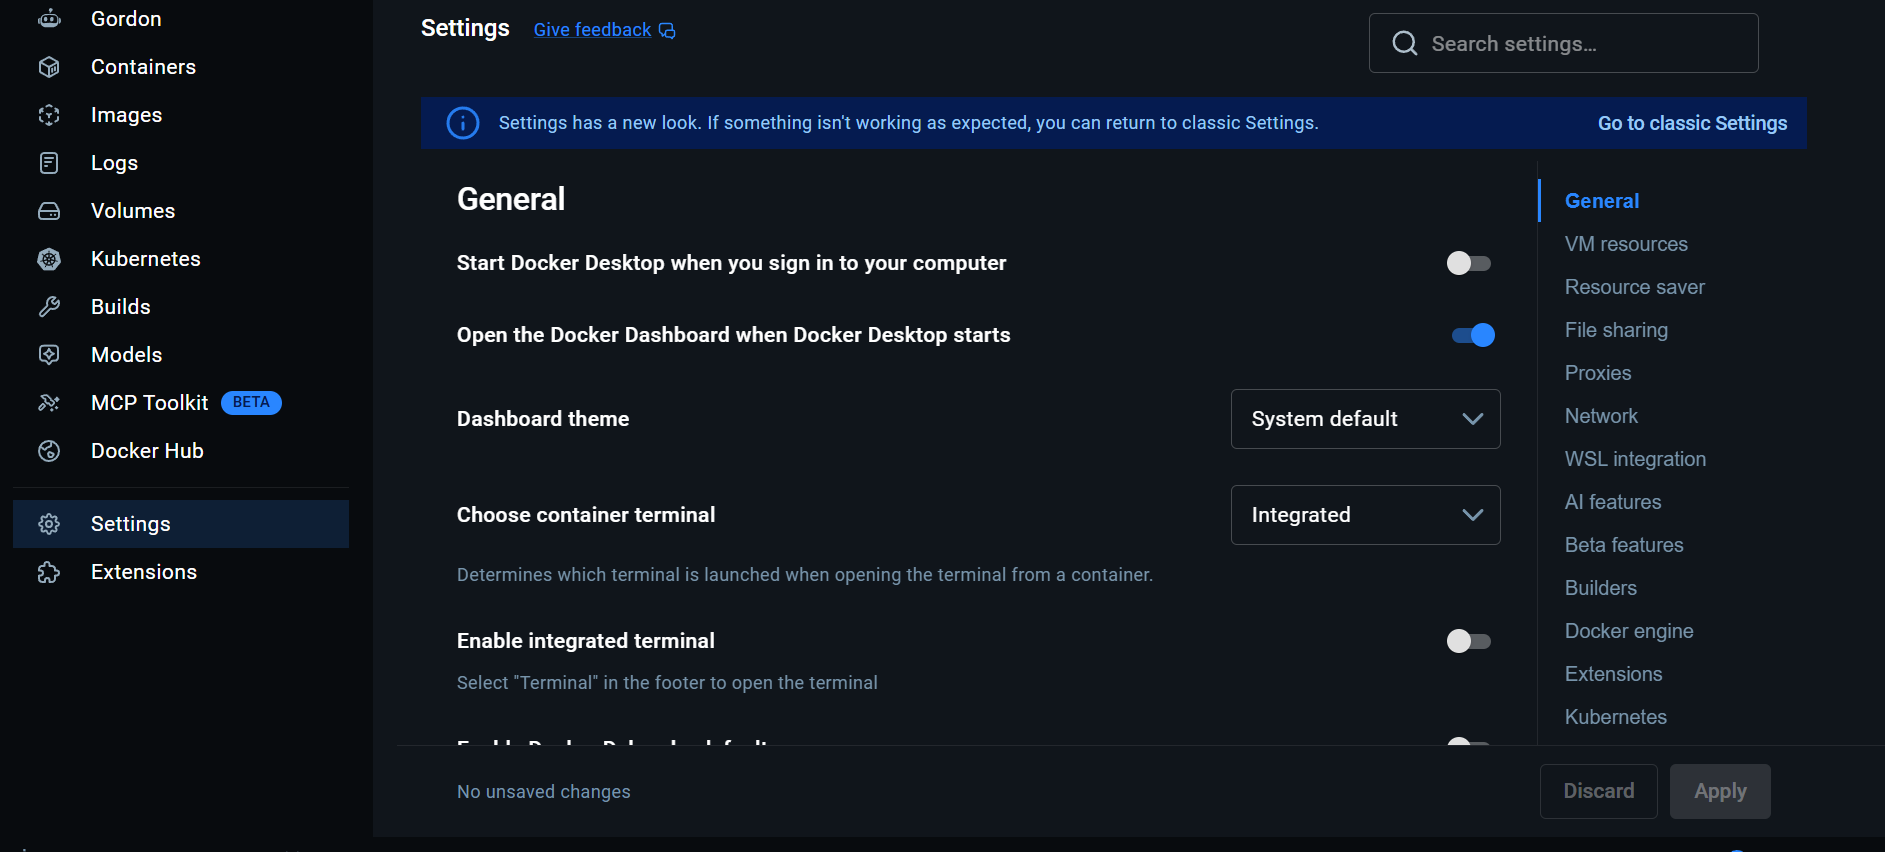 Gordon
Containers
Images
Logs
Volumes
Kubernetes
Builds
Models
MCP Toolkit BETA
Docker Hub
Settings
Extensions
Settings Give feedback
Search settings...
Settings has a new look. If something isn't working as expected, you can return to classic Settings. Go to classic Settings
General
Start Docker Desktop when you sign in to your computer
Open the Docker Dashboard when Docker Desktop starts
Dashboard theme System default
Choose container terminal Integrated
Determines which terminal is launched when opening the terminal from a container.
Enable integrated terminal
Select "Terminal" in the footer to open the terminal
General
VM resources
Resource saver
File sharing
Proxies
Network
WSL integration
AI features
Beta features
Builders
Docker engine
Extensions
Kubernetes
No unsaved changes Discard Apply